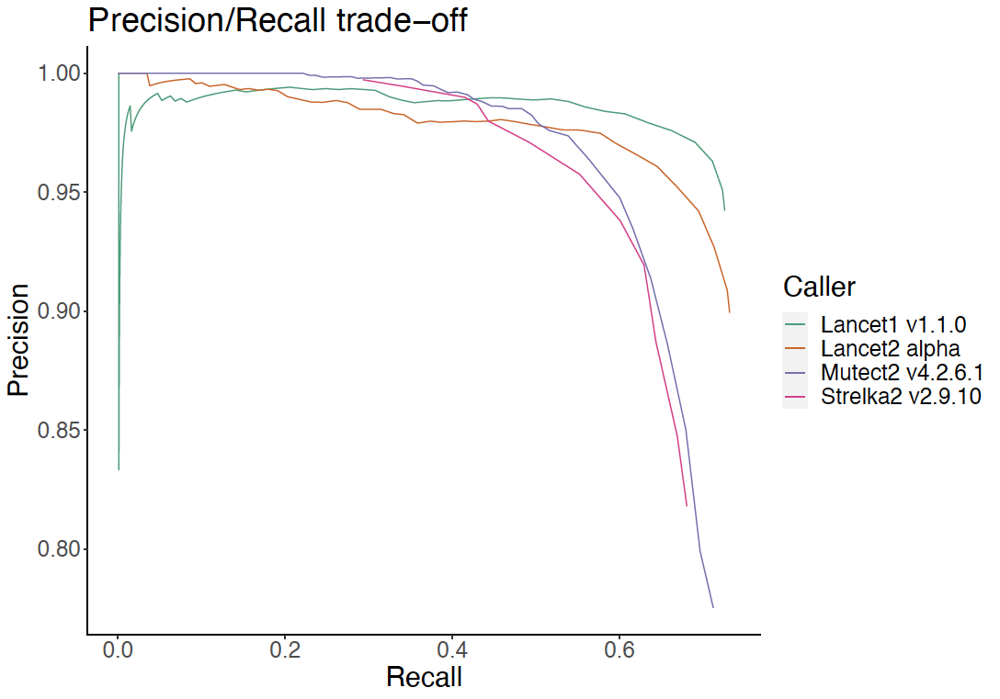 Precision/Recall trade−off
1.00
0.95
0.90
0.85
0.80
Precision
0.0 0.2 0.4 0.6
Recall
Caller
Lancet1 v1.1.0
Lancet2 alpha
Mutect2 v4.2.6.1
Strelka2 v2.9.10